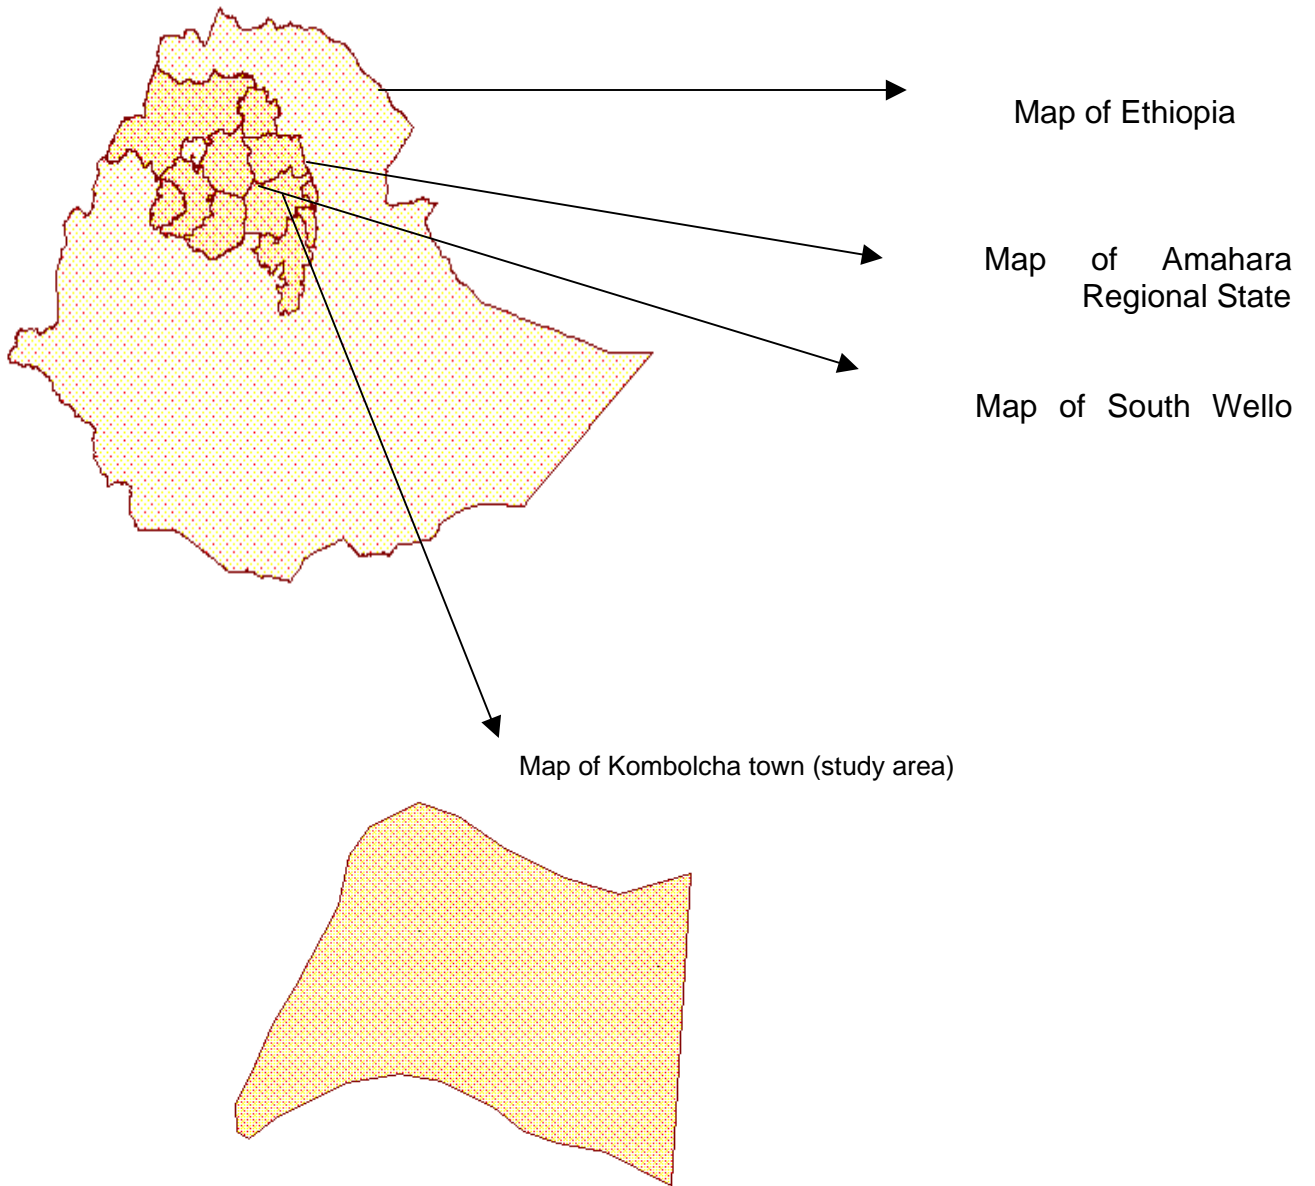 Map of Ethiopia
Map of Amahara
Regional State
Map of South Wello
Map of Kombolcha town (study area)